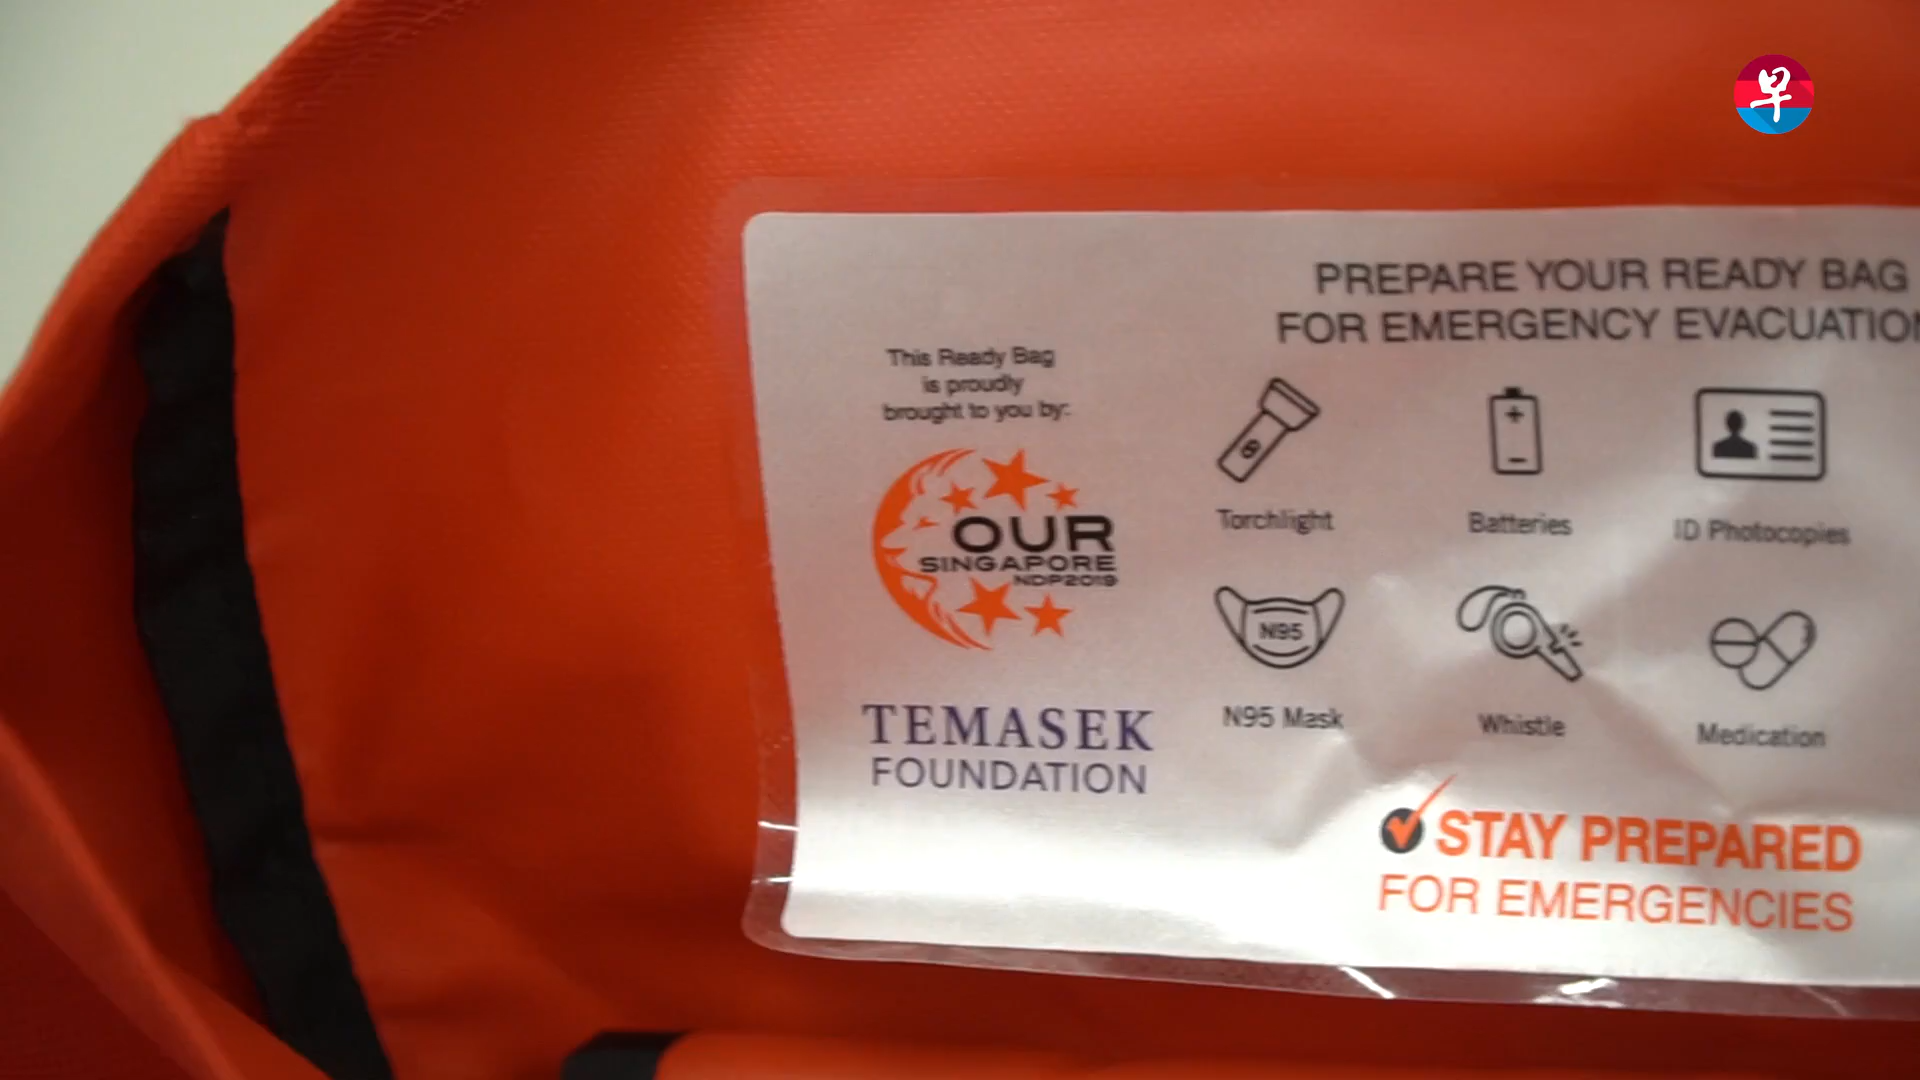 早
PREPARE YOUR READY BAG
FOR EMERGENCY EVACUATION
This Ready Bag
is proudly
brought to you by:
OUR
SINGAPORE
NDP2019
TEMASEK
FOUNDATION
Torchlight
Batteries
ID Photocopies
N95
N95 Mask
Whistle
Medication
STAY PREPARED
FOR EMERGENCIES